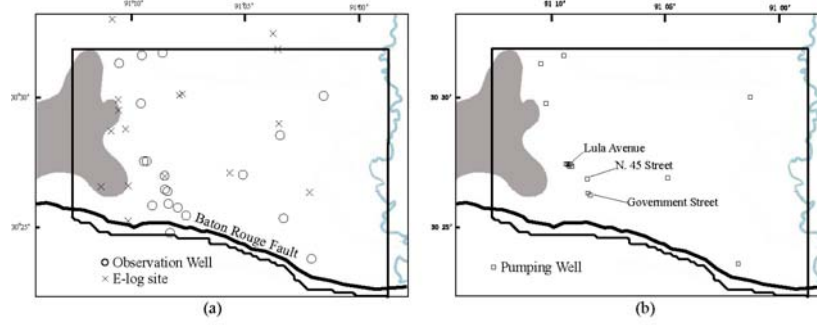 91°10' 91°05' 91°00'
30°30'
30°25'
Baton Rouge Fault
Observation Well
E-log site
(a)
91°10' 91°05' 91°00'
30°30'
30°25'
Lula Avenue
N. 45 Street
Government Street
Pumping Well
(b)